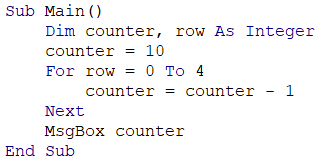 Sub Main()
    Dim counter, row As Integer
    counter = 10
    For row = 0 To 4
        counter = counter - 1
    Next
    MsgBox counter
End Sub